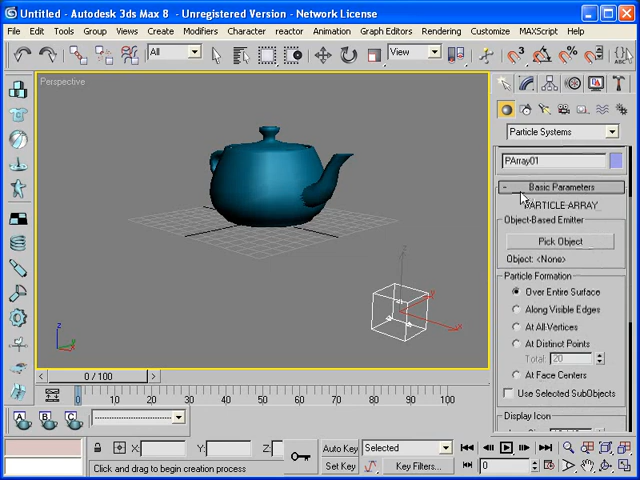 Untitled - Autodesk 3ds Max 8 - Unregistered Version - Network License
File Edit Tools Group Views Create Modifiers Character reactor Animation Graph Editors Rendering Customize MAXScript Help
All
View
3
%
ABC
Perspective
Particle Systems
PArray01
- Basic Parameters
PARTICLE ARRAY
Object-Based Emitter
Pick Object
Object: <None>
Particle Formation
Over Entire Surface
Along Visible Edges
At All Vertices
At Distinct Points
Total: 20
At Face Centers
Use Selected SubObjects
Display Icon
z
x
z
y
x
< 0 / 100 >
0 10 20 30 40 50 60 70 80 90 100
A B C
X: Y: Z:
Auto Key Selected
Set Key Key Filters...
0
Click and drag to begin creation process